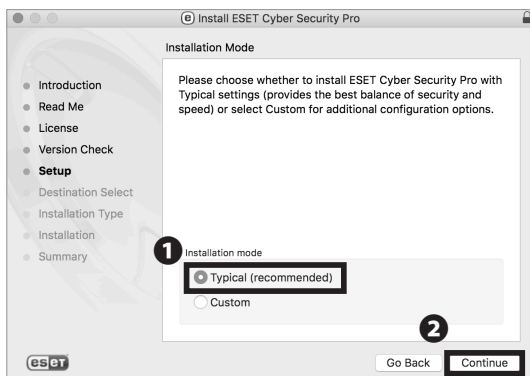 e Install ESET Cyber Security Pro
Installation Mode
Introduction
Read Me
License
Version Check
Setup
Destination Select
Installation Type
Installation
Summary
Please choose whether to install ESET Cyber Security Pro with
Typical settings (provides the best balance of security and
speed) or select Custom for additional configuration options.
1
Installation mode
Typical (recommended)
Custom
2
eset
Go Back
Continue